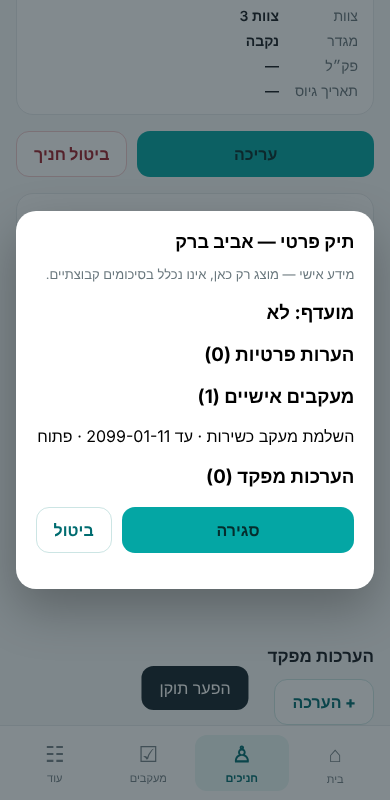 צוות צוות 3
מגדר נקבה
פק״ל —
תאריך גיוס —
עריכה ביטול חניך
תיק פרטי — אביב ברק
מידע אישי — מוצג רק כאן, אינו נכלל בסיכומים קבוצתיים.
מועדף: לא
הערות פרטיות (0)
מעקבים אישיים (1)
השלמת מעקב כשירות · עד 2099-01-11 · פתוח
הערכות מפקד (0)
סגירה ביטול
הערכות מפקד
הפער תוקן
+ הערכה
בית חניכים מעקבים עוד